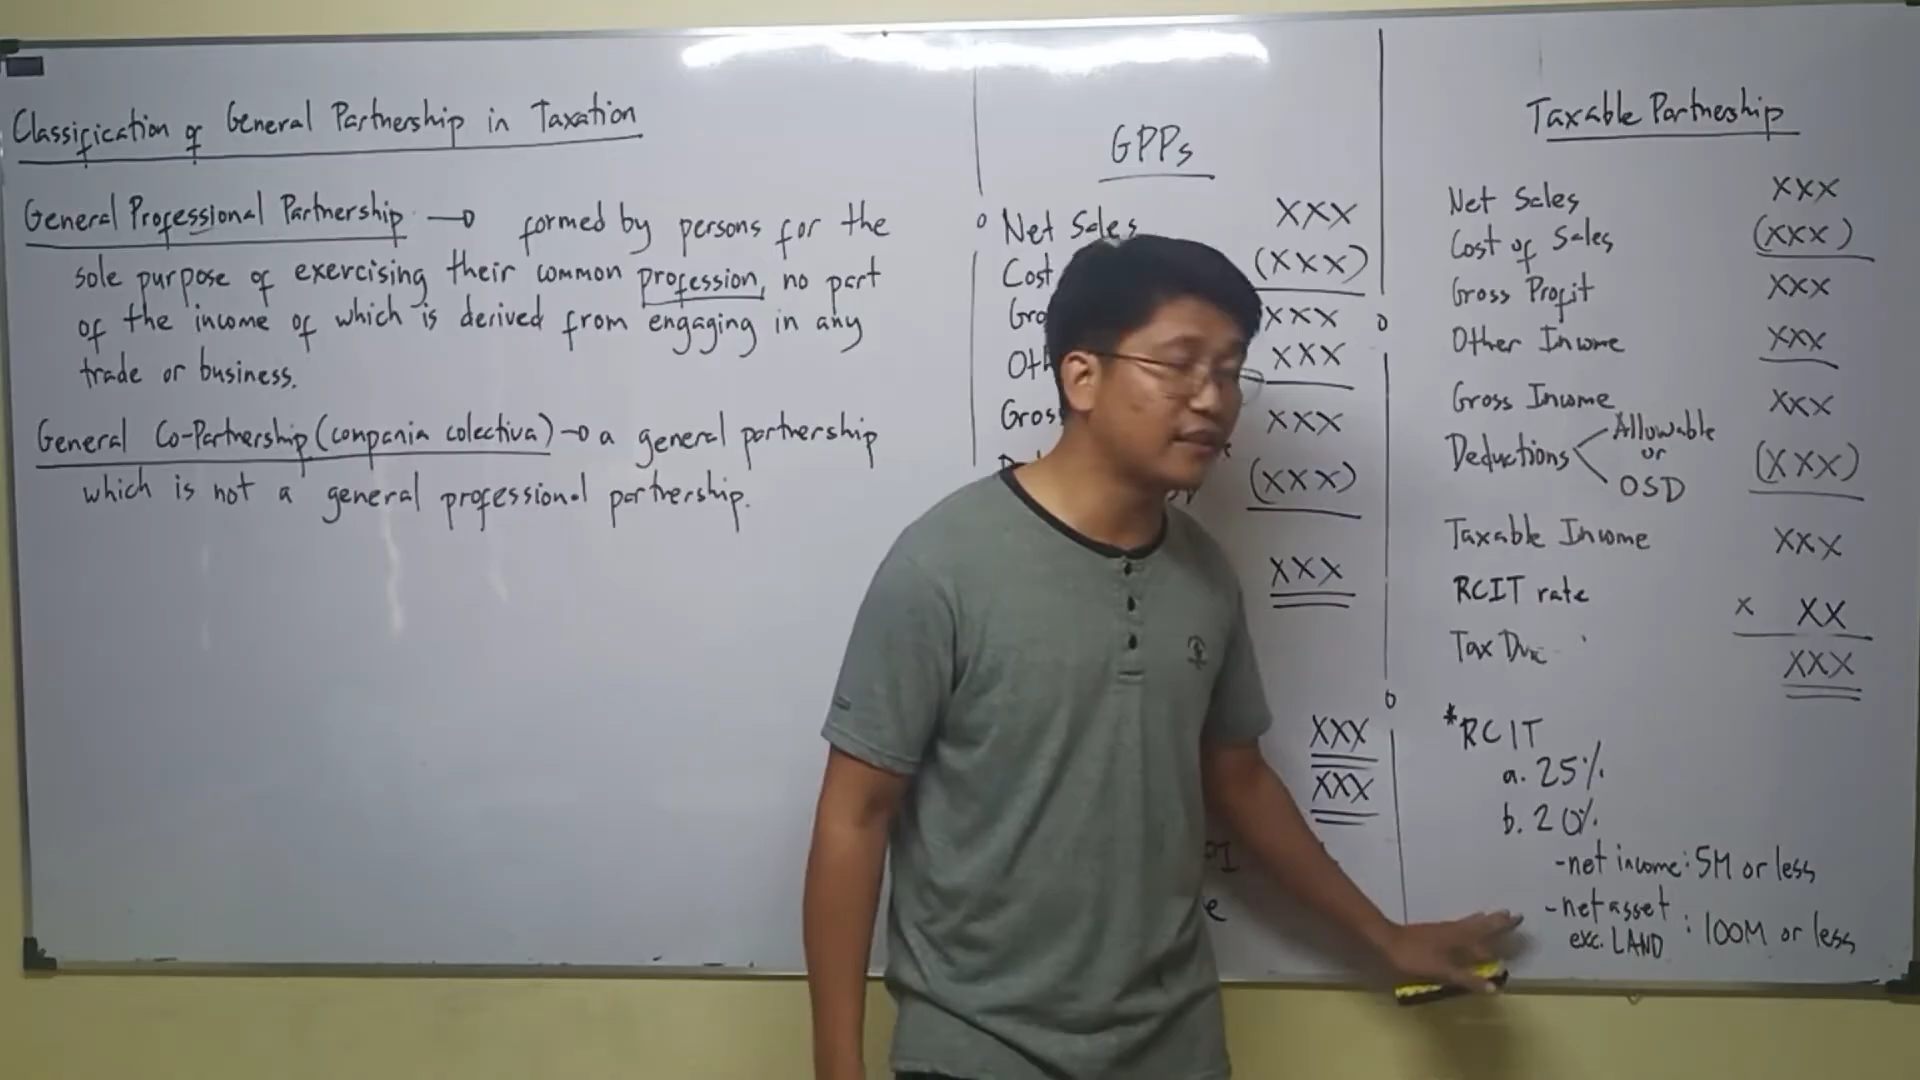 Classification of General Partnership in Taxation
General Professional Partnership → formed by persons for the
sole purpose of exercising their common profession, no part
of the income of which is derived from engaging in any
trade or business.
General Co-Partnership (compania colectiva) → a general partnership
which is not a general professional partnership.
GPPs
Net Sales XXX
Cost (XXX)
XXX
XXX
XXX
(XXX)
XXX
XXX
XXX
Taxable Partnership
Net Sales XXX
Cost of Sales (XXX)
Gross Profit XXX
Other Income XXX
Gross Income XXX
Deductions Allowable or OSD (XXX)
Taxable Income XXX
RCIT rate x XX
Tax Due XXX
*RCIT
a. 25%
b. 20%
-net income: 5M or less
-net asset
exc. LAND : 100M or less